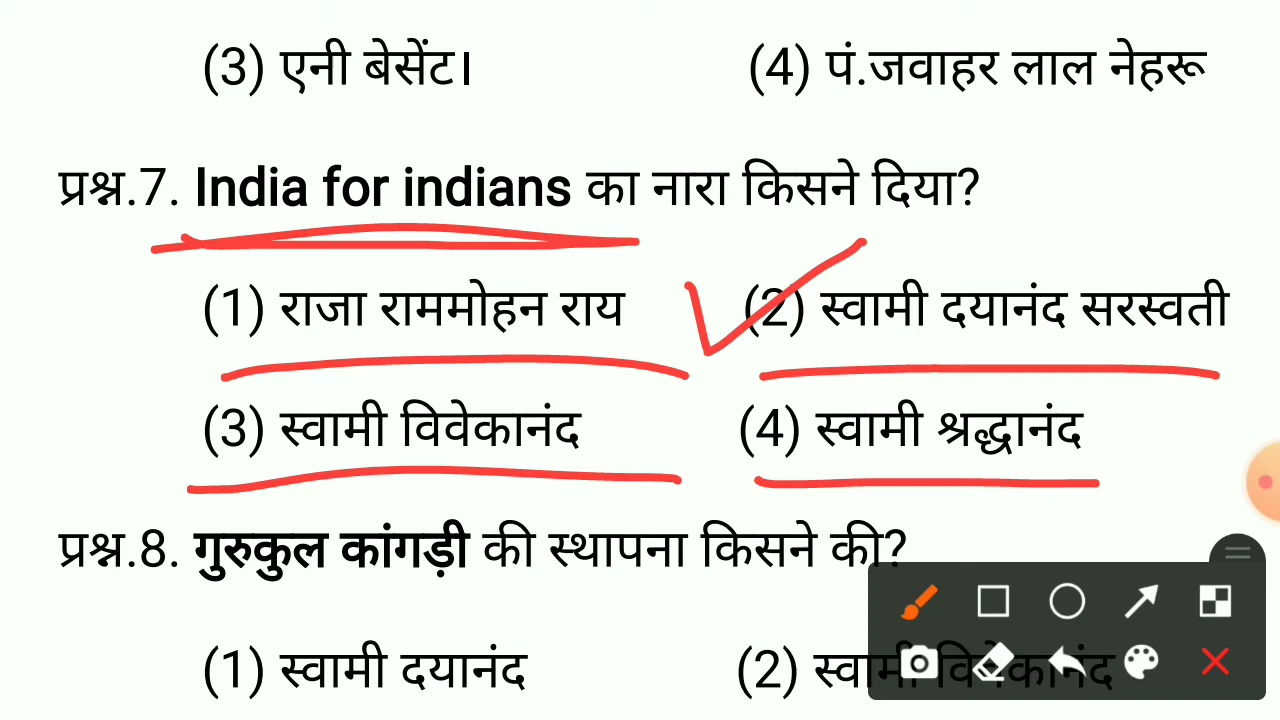 (3) एनी बेसेंट। (4) पं.जवाहर लाल नेहरू
प्रश्न.7. India for indians का नारा किसने दिया?
(1) राजा राममोहन राय (2) स्वामी दयानंद सरस्वती
(3) स्वामी विवेकानंद (4) स्वामी श्रद्धानंद
प्रश्न.8. गुरुकुल कांगड़ी की स्थापना किसने की?
(1) स्वामी दयानंद (2) स्वामी विवेकानंद